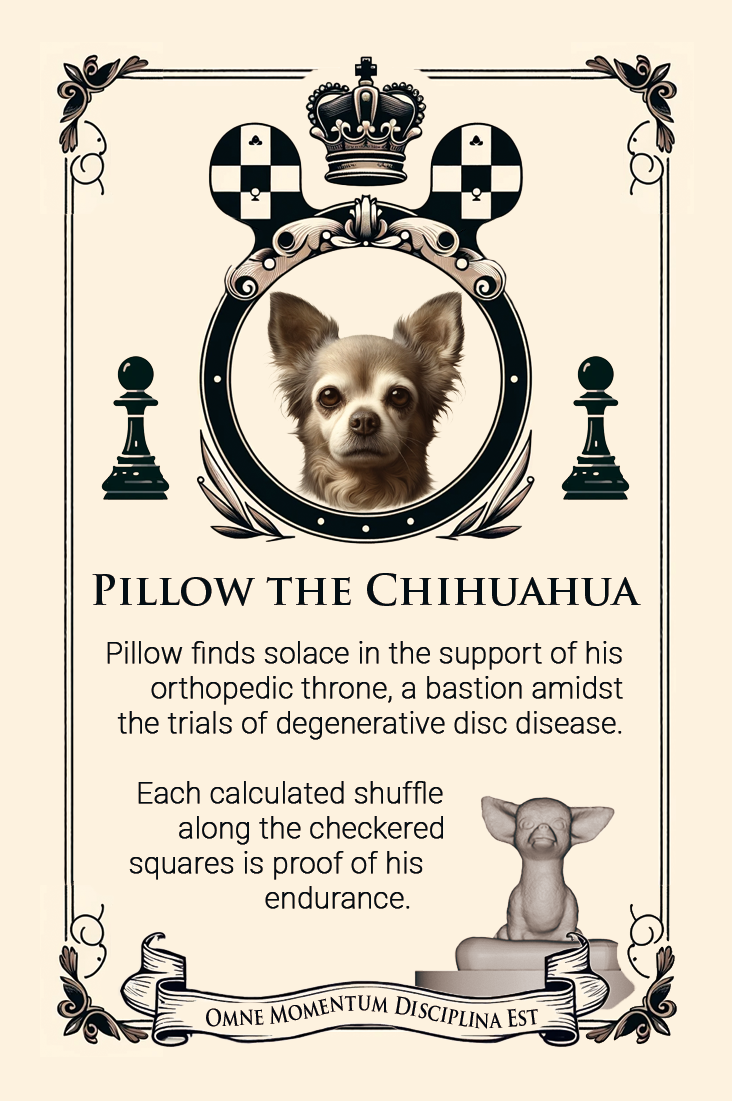 Pillow the Chihuahua
Pillow finds solace in the support of his
orthopedic throne, a bastion amidst
the trials of degenerative disc disease.
Each calculated shuffle
along the checkered
squares is proof of his
endurance.
Omne Momentum Disciplina Est